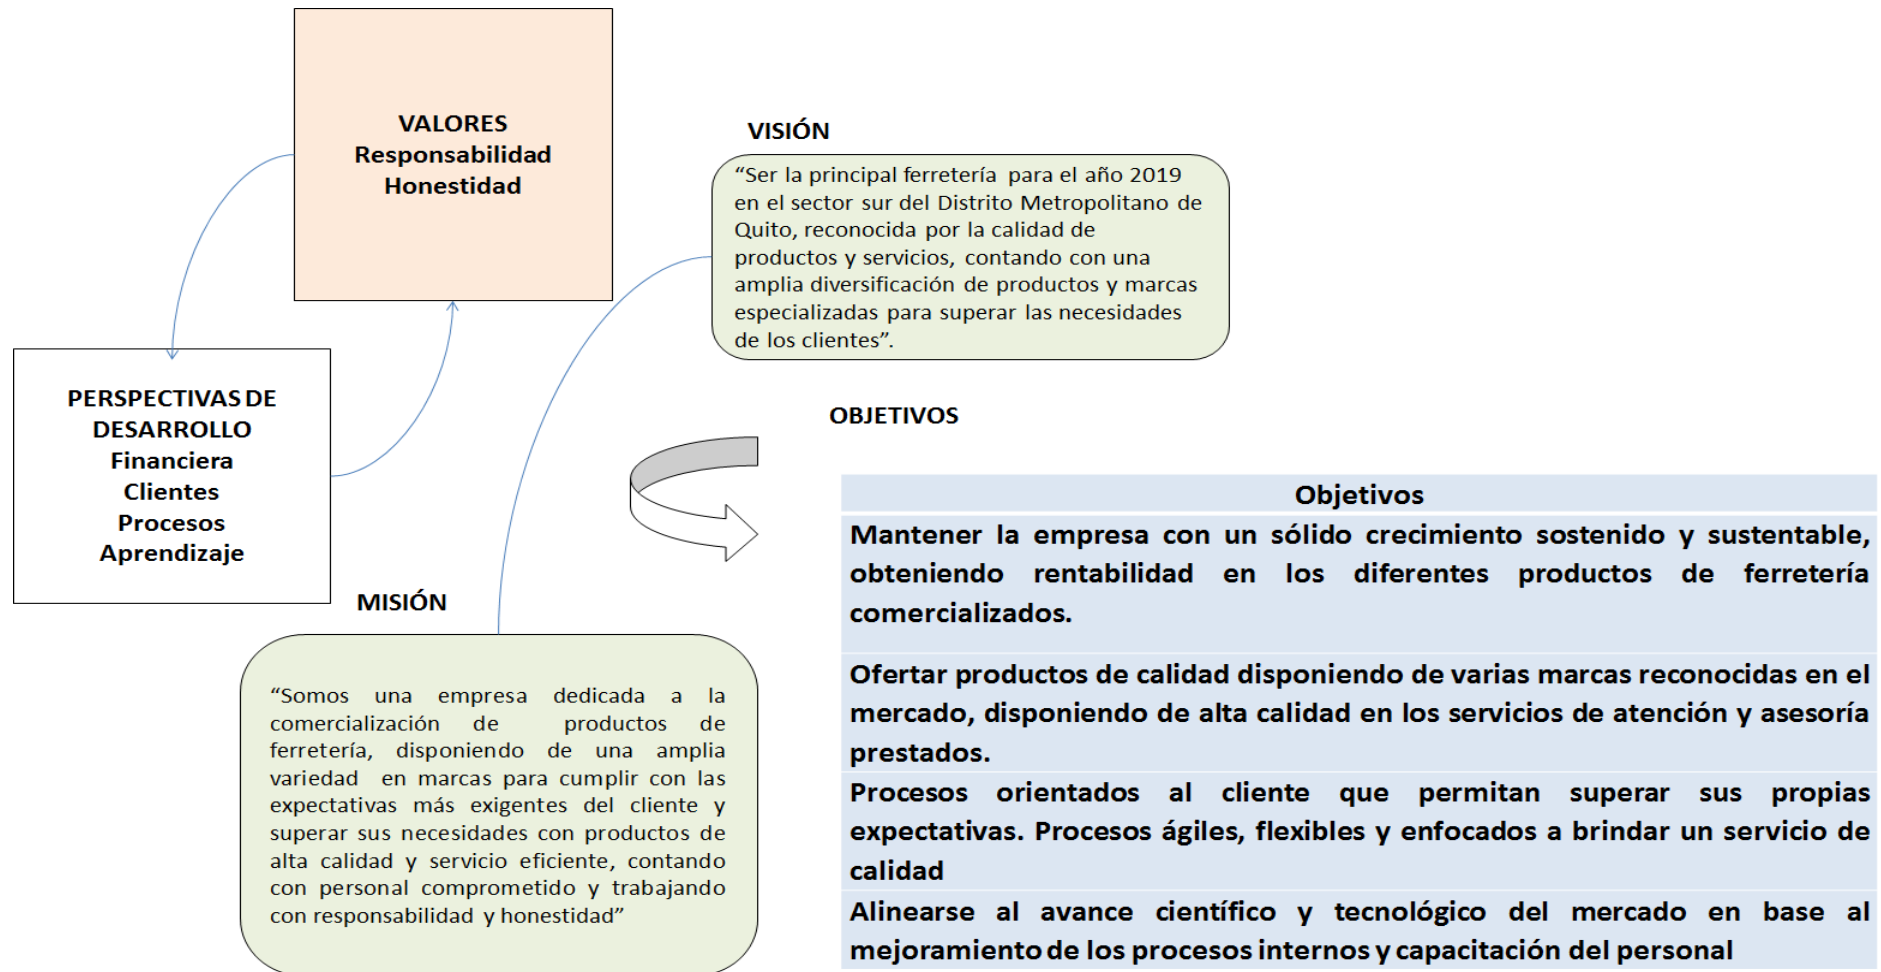 VALORES
Responsabilidad
Honestidad
PERSPECTIVAS DE
DESARROLLO
Financiera
Clientes
Procesos
Aprendizaje
VISIÓN
“Ser la principal ferretería para el año 2019
en el sector sur del Distrito Metropolitano de
Quito, reconocida por la calidad de
productos y servicios, contando con una
amplia diversificación de productos y marcas
especializadas para superar las necesidades
de los clientes”.
MISIÓN
“Somos una empresa dedicada a la
comercialización de productos de
ferretería, disponiendo de una amplia
variedad en marcas para cumplir con las
expectativas más exigentes del cliente y
superar sus necesidades con productos de
alta calidad y servicio eficiente, contando
con personal comprometido y trabajando
con responsabilidad y honestidad”
OBJETIVOS
Objetivos
Mantener la empresa con un sólido crecimiento sostenido y sustentable,
obteniendo rentabilidad en los diferentes productos de ferretería
comercializados.
Ofertar productos de calidad disponiendo de varias marcas reconocidas en el
mercado, disponiendo de alta calidad en los servicios de atención y asesoría
prestados.
Procesos orientados al cliente que permitan superar sus propias
expectativas. Procesos ágiles, flexibles y enfocados a brindar un servicio de
calidad
Alinearse al avance científico y tecnológico del mercado en base al
mejoramiento de los procesos internos y capacitación del personal